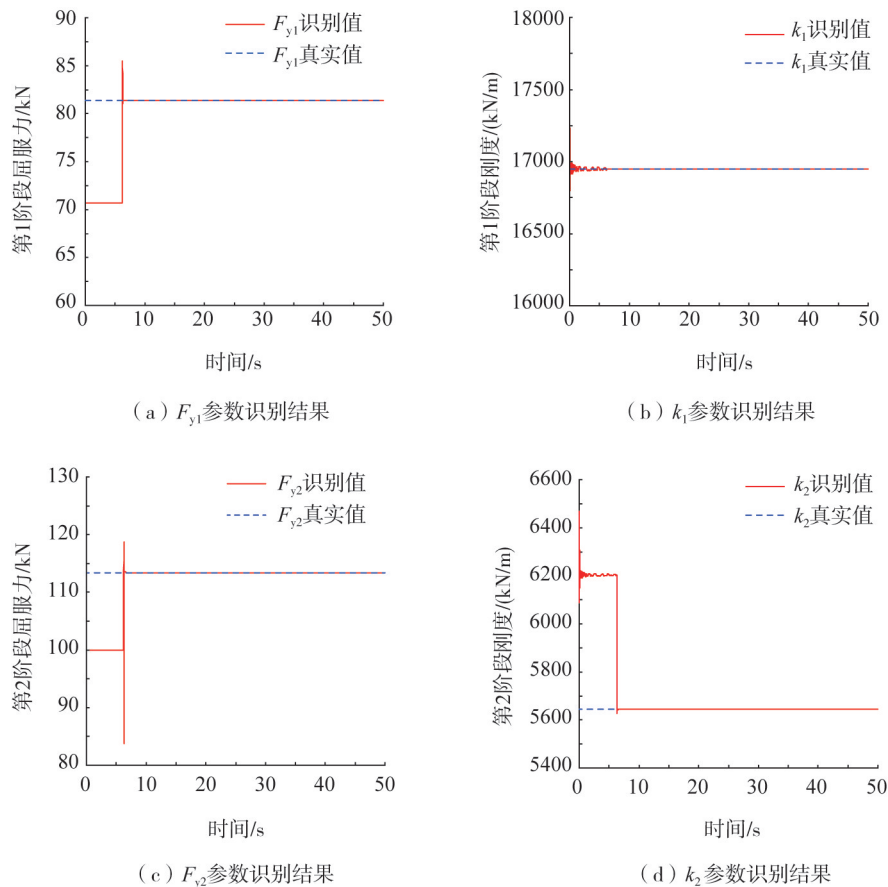 第1阶段屈服力/kN
90
85
80
75
70
65
60
0 10 20 30 40 50
时间/s
F_y1识别值
F_y1真实值
(a) F_y1参数识别结果
第1阶段刚度/(kN/m)
18000
17500
17000
16500
16000
0 10 20 30 40 50
时间/s
k_1识别值
k_1真实值
(b) k_1参数识别结果
第2阶段屈服力/kN
130
120
110
100
90
80
0 10 20 30 40 50
时间/s
F_y2识别值
F_y2真实值
(c) F_y2参数识别结果
第2阶段刚度/(kN/m)
6600
6400
6200
6000
5800
5600
5400
0 10 20 30 40 50
时间/s
k_2识别值
k_2真实值
(d) k_2参数识别结果